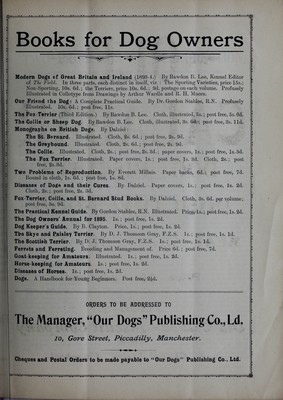 Books for Dog Owners
Modern Dogs of Great Britain and Ireland (1893-4.) By Rawdon B. Lee, Kennel Editor
of The Field. In three parts, each distinct in itself, viz.: The Sporting Varieties, price
Non-Sporting, 10s. 6d.; the Terriers, price 10s. 6d.: 9d. postage on each volume. Profusely
Illustrated in Collotype from Drawings by Arthur Wardle and R. H. Moore.
Our Friend the Dog: A Complete Practical Guide. By Dr. Gordon Stables, R.N. Profusely
Illustrated. 10s. 6d.; post free, 11s.
The Fox Terrier (Third Edition.) By Rawdon B. Lee. Cloth, Illustrated, 5s.; post free, 5s. 6d.
The Collie or Sheep Dog. By Rawdon B. Lee. Cloth, illustrated, 3s. 6d.; post free, 3s. 11d.
Monographs on British Dogs. By Dalziel:
The St. Bernard. Illustrated. Cloth, 2s. 6d.; post free, 2s. 9d.
The Greyhound. Illustrated. Cloth, 2s. 6d.; post free, 2s. 9d.
The Collie. Illustrated. Cloth, 2s.; post free, 2s. 3d.; paper covers, 1s.; post free, 1s. 3d.
The Fox Terrier. Illustrated. Paper covers, 1s.; post free, 1s. 3d. Cloth, 2s.; post
free, 2s. 3d.
Two Problems of Reproduction. By Everett Millais. Paper backs, 6d.; post free, 7d.
Bound in cloth, 1s. 6d.; post free, 1s. 8d.
Diseases of Dogs and their Cures. By Dalziel. Paper covers, 1s.; post free, 1s. 3d.
Cloth, 2s.; post free, 2s. 3d.
Fox-Terrier, Collie, and St. Bernard Stud Books. By Dalziel. Cloth, 3s. 6d. per volume;
post free, 3s. 9d.
The Practical Kennel Guide. By Gordon Stables, R.N. Illustrated. Price 1s.; post free, 1s. 3d.
The Dog Owners' Annual for 1895. 1s.; post free, 1s. 3d.
Dog Keeper's Guide. By R. Clayton. Price, 1s.; post free, 1s. 2d.
The Skye and Paisley Terrier. By D. J. Thomson Gray, F.Z.S. 1s.; post free, 1s. 1d.
The Scottish Terrier. By D. J. Thomson Gray, F.Z.S. 1s.; post free, 1s. 1d.
Ferrets and Ferreting. Breeding and Management of. Price 6d.; post free, 7d.
Goat-keeping for Amateurs. Illustrated. 1s.; post free, 1s. 2d.
Horse-keeping for Amateurs. 1s.; post free, 1s. 2d.
Diseases of Horses. 1s.; post free, 1s. 2d.
Dogs. A Handbook for Young Beginners. Post free,
ORDERS TO BE ADDRESSED TO
The Manager, "Our Dogs" Publishing Co., Ld.
10, Gore Street, Piccadilly, Manchester.
Cheques and Postal Orders to be made payable to "Our Dogs" Publishing Co., Ltd.